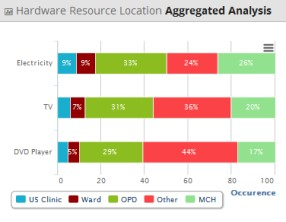 Hardware Resource Location Aggregated Analysis
Electricity 9% 9% 33% 24% 26%
TV 7% 31% 36% 20%
DVD Player 5% 29% 44% 17%
0 20 40 60 80 100
Occurence
US Clinic Ward OPD Other MCH